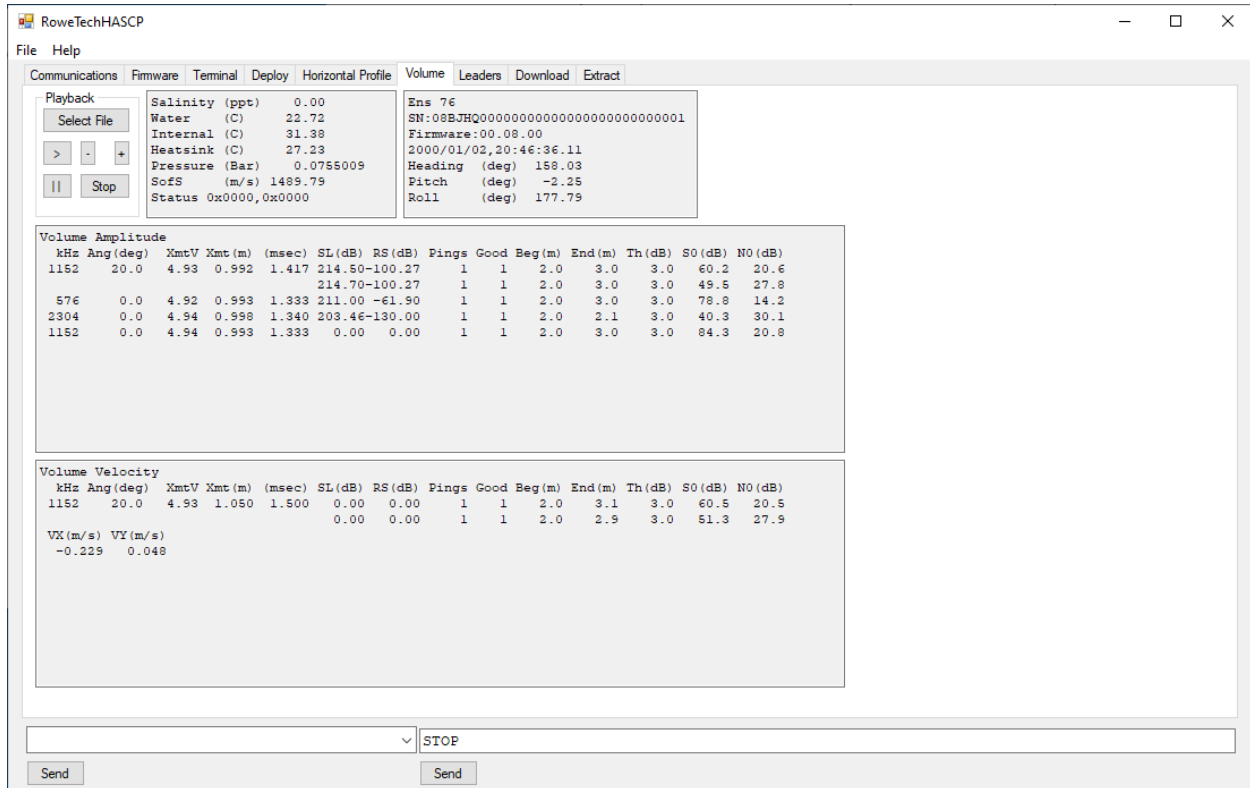 RoweTechHASCP
File Help
Communications Firmware Terminal Deploy Horizontal Profile Volume Leaders Download Extract
Playback
Select File
> - +
|| Stop
Salinity (ppt) 0.00
Water (C) 22.72
Internal (C) 31.38
Heatsink (C) 27.23
Pressure (Bar) 0.0755009
SofS (m/s) 1489.79
Status 0x0000,0x0000
Ens 76
SN:08BJHQ00000000000000000000000001
Firmware:00.08.00
2000/01/02,20:46:36.11
Heading (deg) 158.03
Pitch (deg) -2.25
Roll (deg) 177.79
Volume Amplitude
kHz Ang(deg) XmtV Xmt(m) (msec) SL(dB) RS(dB) Pings Good Beg(m) End(m) Th(dB) S0(dB) N0(dB)
1152 20.0 4.93 0.992 1.417 214.50-100.27 1 1 2.0 3.0 3.0 60.2 20.6
214.70-100.27 1 1 2.0 3.0 3.0 49.5 27.8
576 0.0 4.92 0.993 1.333 211.00 -61.90 1 1 2.0 3.0 3.0 78.8 14.2
2304 0.0 4.94 0.998 1.340 203.46-130.00 1 1 2.0 2.1 3.0 40.3 30.1
1152 0.0 4.94 0.993 1.333 0.00 0.00 1 1 2.0 3.0 3.0 84.3 20.8
Volume Velocity
kHz Ang(deg) XmtV Xmt(m) (msec) SL(dB) RS(dB) Pings Good Beg(m) End(m) Th(dB) S0(dB) N0(dB)
1152 20.0 4.93 1.050 1.500 0.00 0.00 1 1 2.0 3.1 3.0 60.5 20.5
0.00 0.00 1 1 2.0 2.9 3.0 51.3 27.9
VX(m/s) VY(m/s)
-0.229 0.048
STOP
Send Send